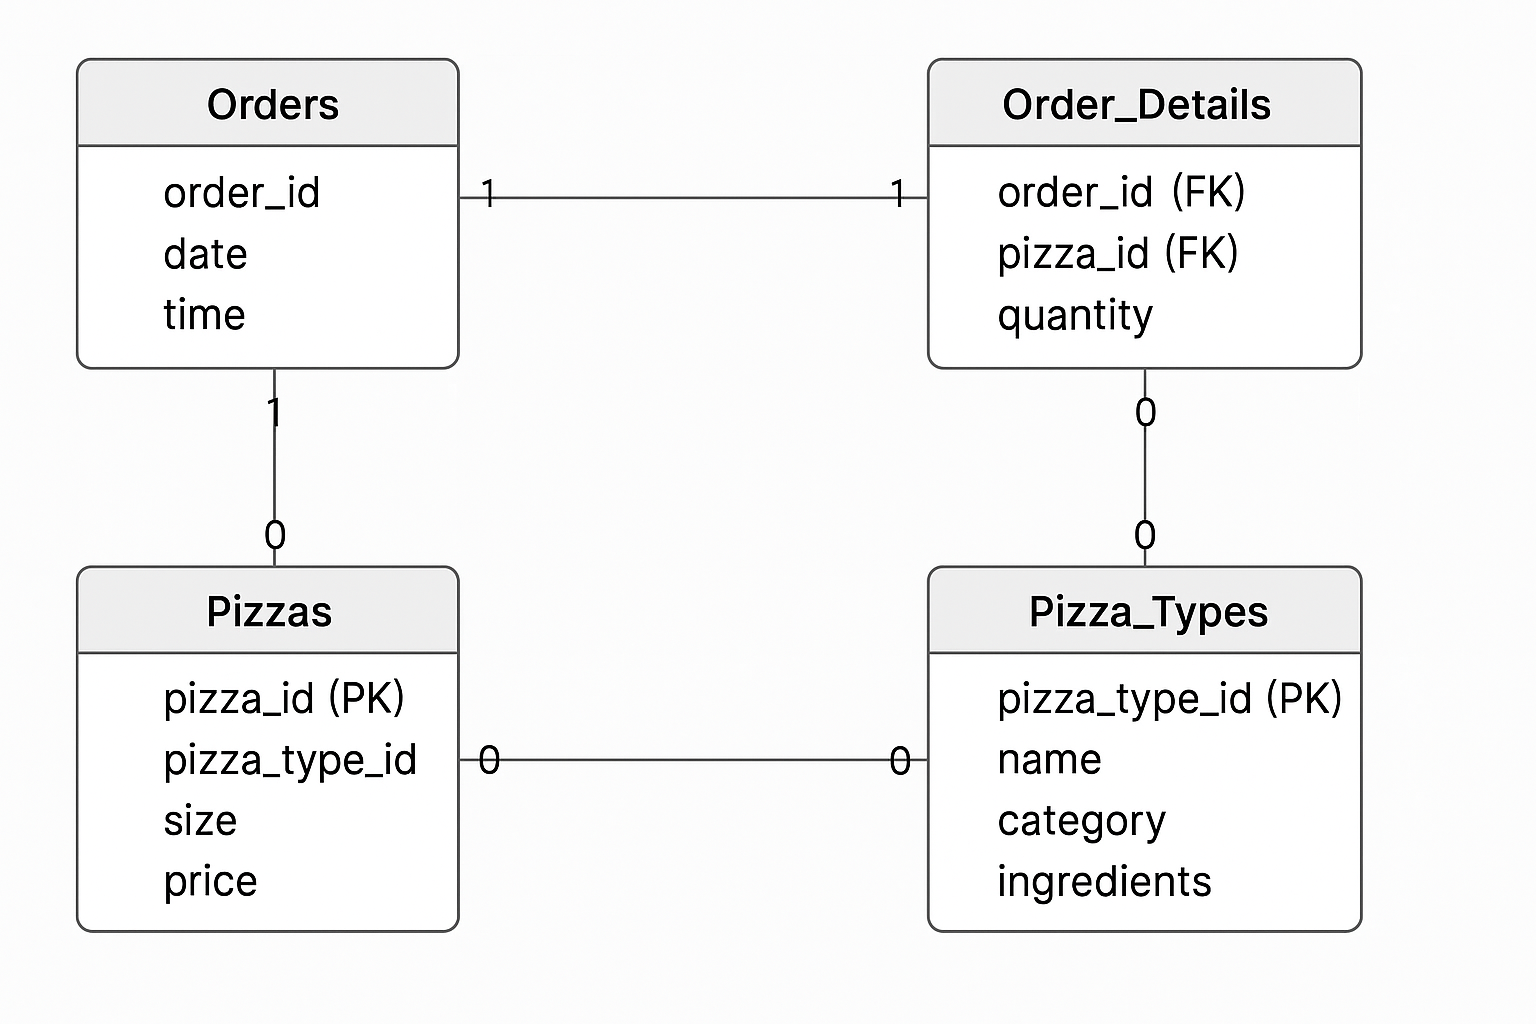 Orders
order_id
date
time
1
1
Order_Details
order_id (FK)
pizza_id (FK)
quantity
1
0
0
0
Pizzas
pizza_id (PK)
pizza_type_id
size
price
0
0
Pizza_Types
pizza_type_id (PK)
name
category
ingredients